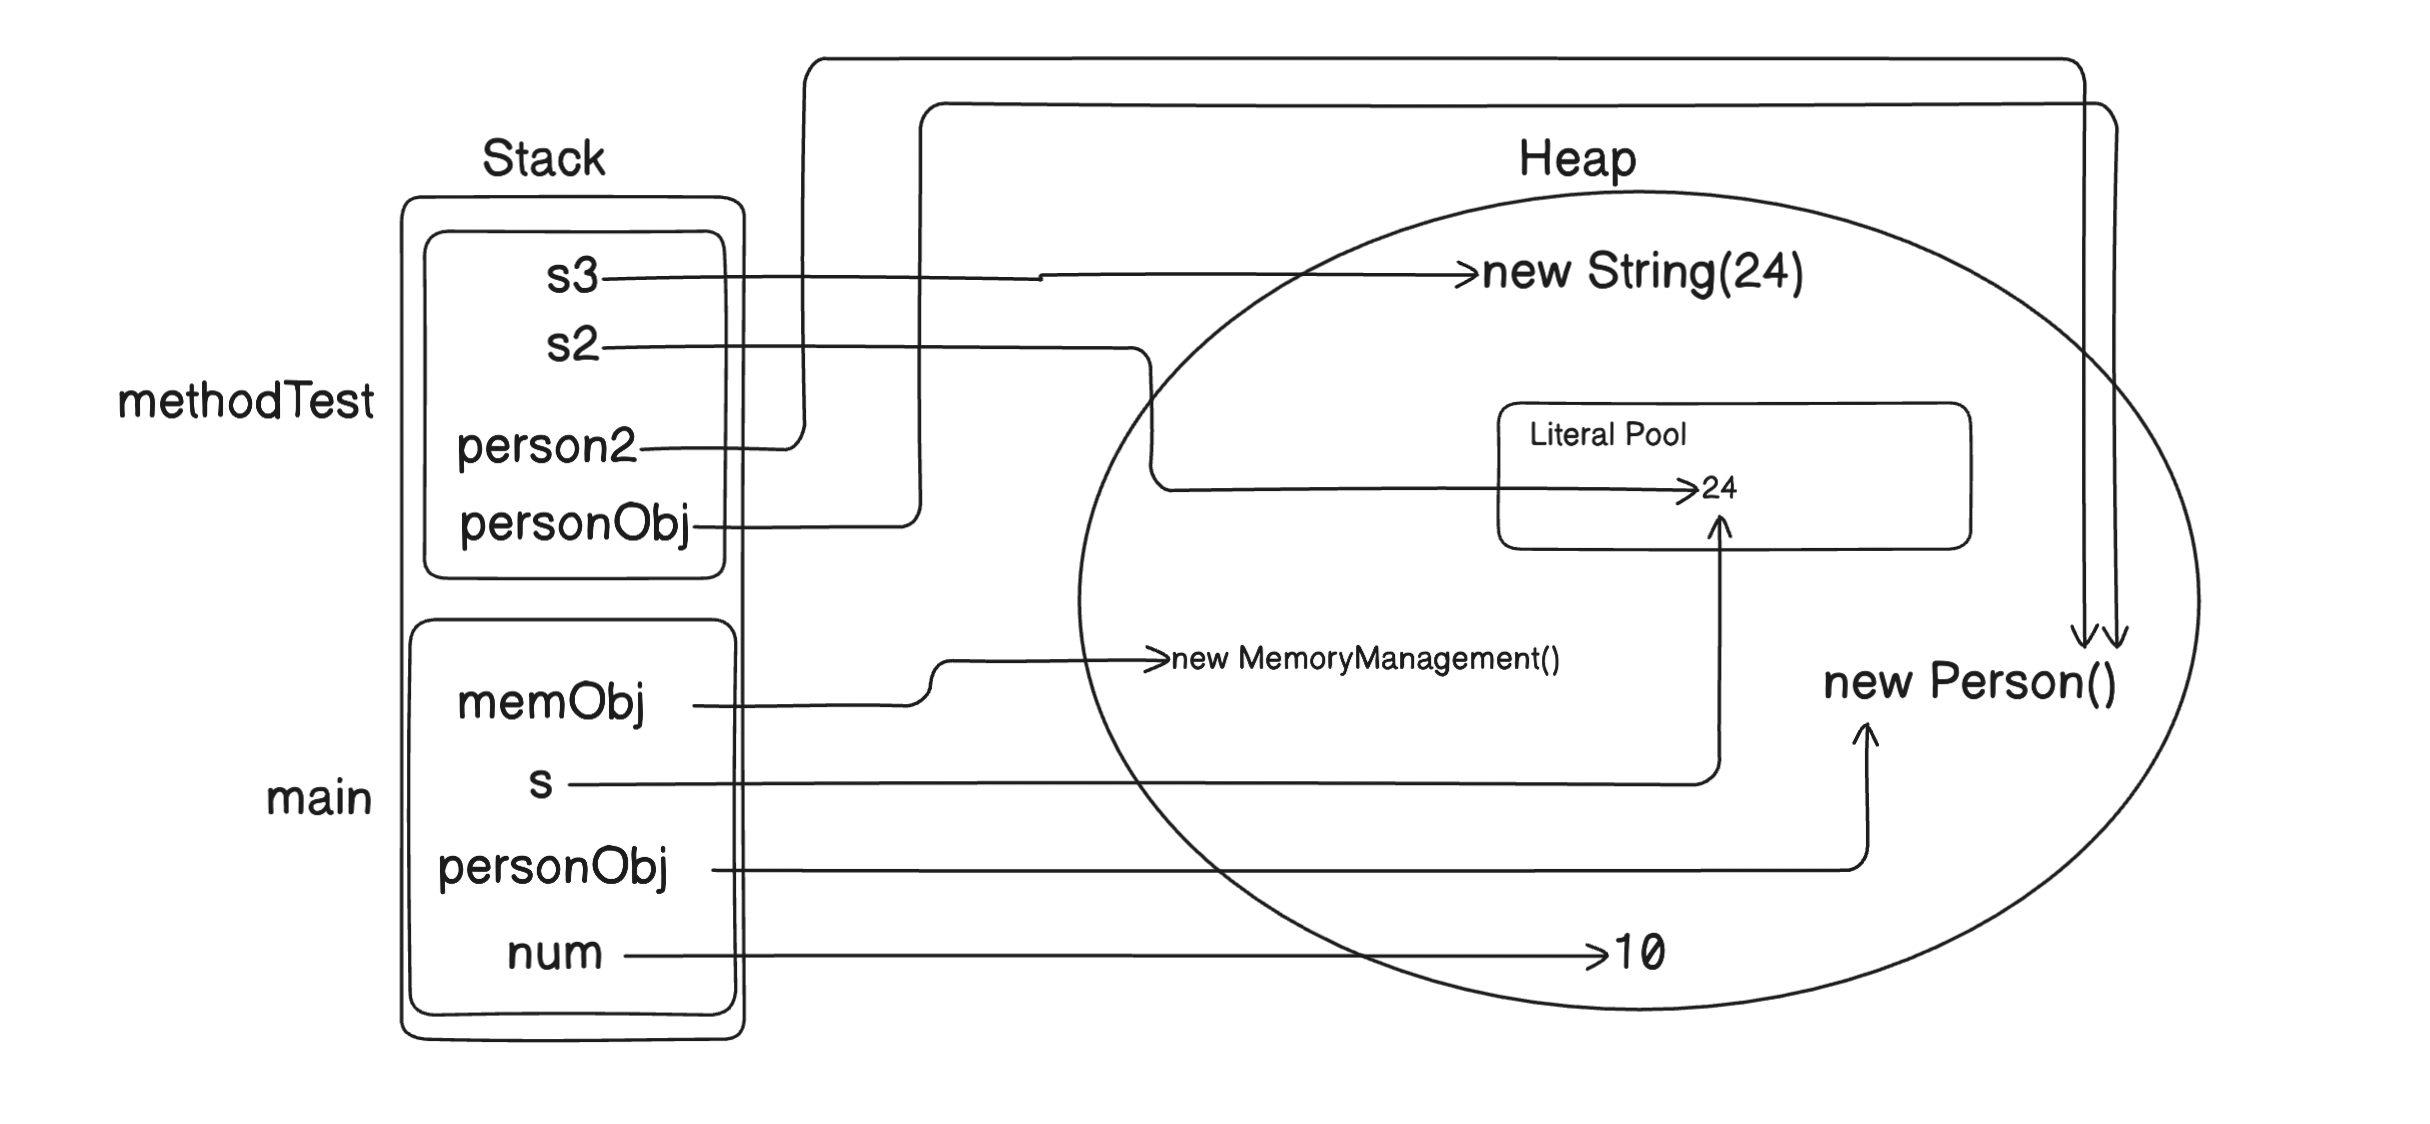 Stack
Heap
methodTest
s3
s2
person2
personObj
main
memObj
s
personObj
num
new String(24)
Literal Pool
24
new MemoryManagement()
new Person()
10